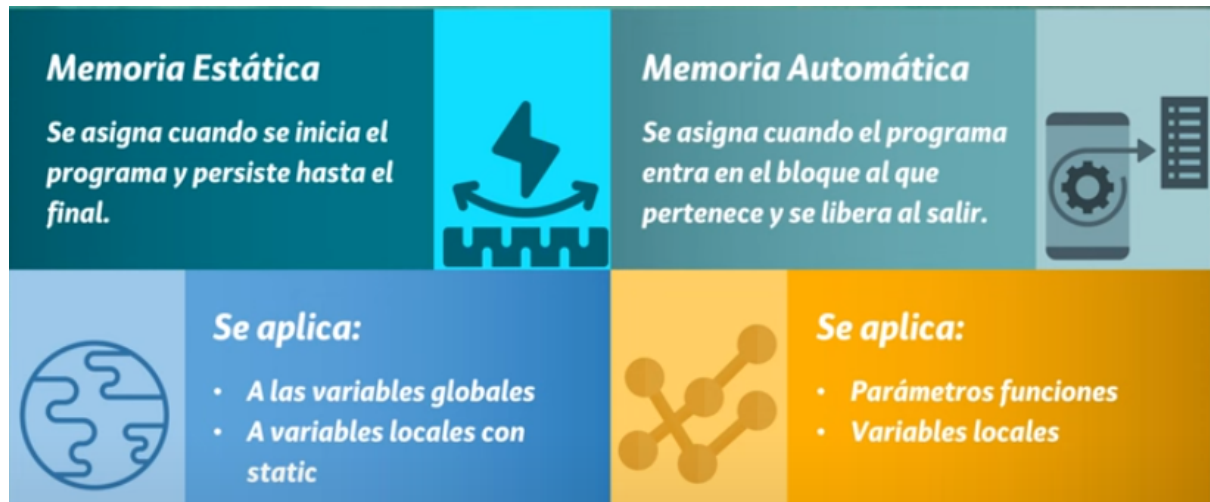 Memoria Estática
Se asigna cuando se inicia el
programa y persiste hasta el
final.
Memoria Automática
Se asigna cuando el programa
entra en el bloque al que
pertenece y se libera al salir.
Se aplica:
• A las variables globales
• A variables locales con
static
Se aplica:
• Parámetros funciones
• Variables locales